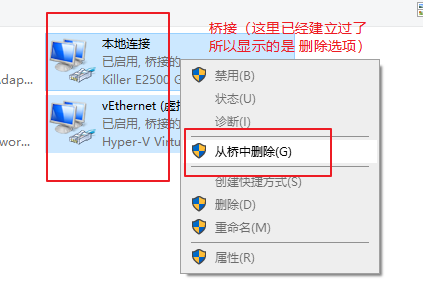 桥接（这里已经建立过了
所以显示的是 删除选项）
本地连接
已启用, 桥接的
Killer E2500 G
Adap...
vEthernet (虚
已启用, 桥接的
Hyper-V Virtu
wor...
禁用(B)
状态(U)
诊断(I)
从桥中删除(G)
创建快捷方式(S)
删除(D)
重命名(M)
属性(R)